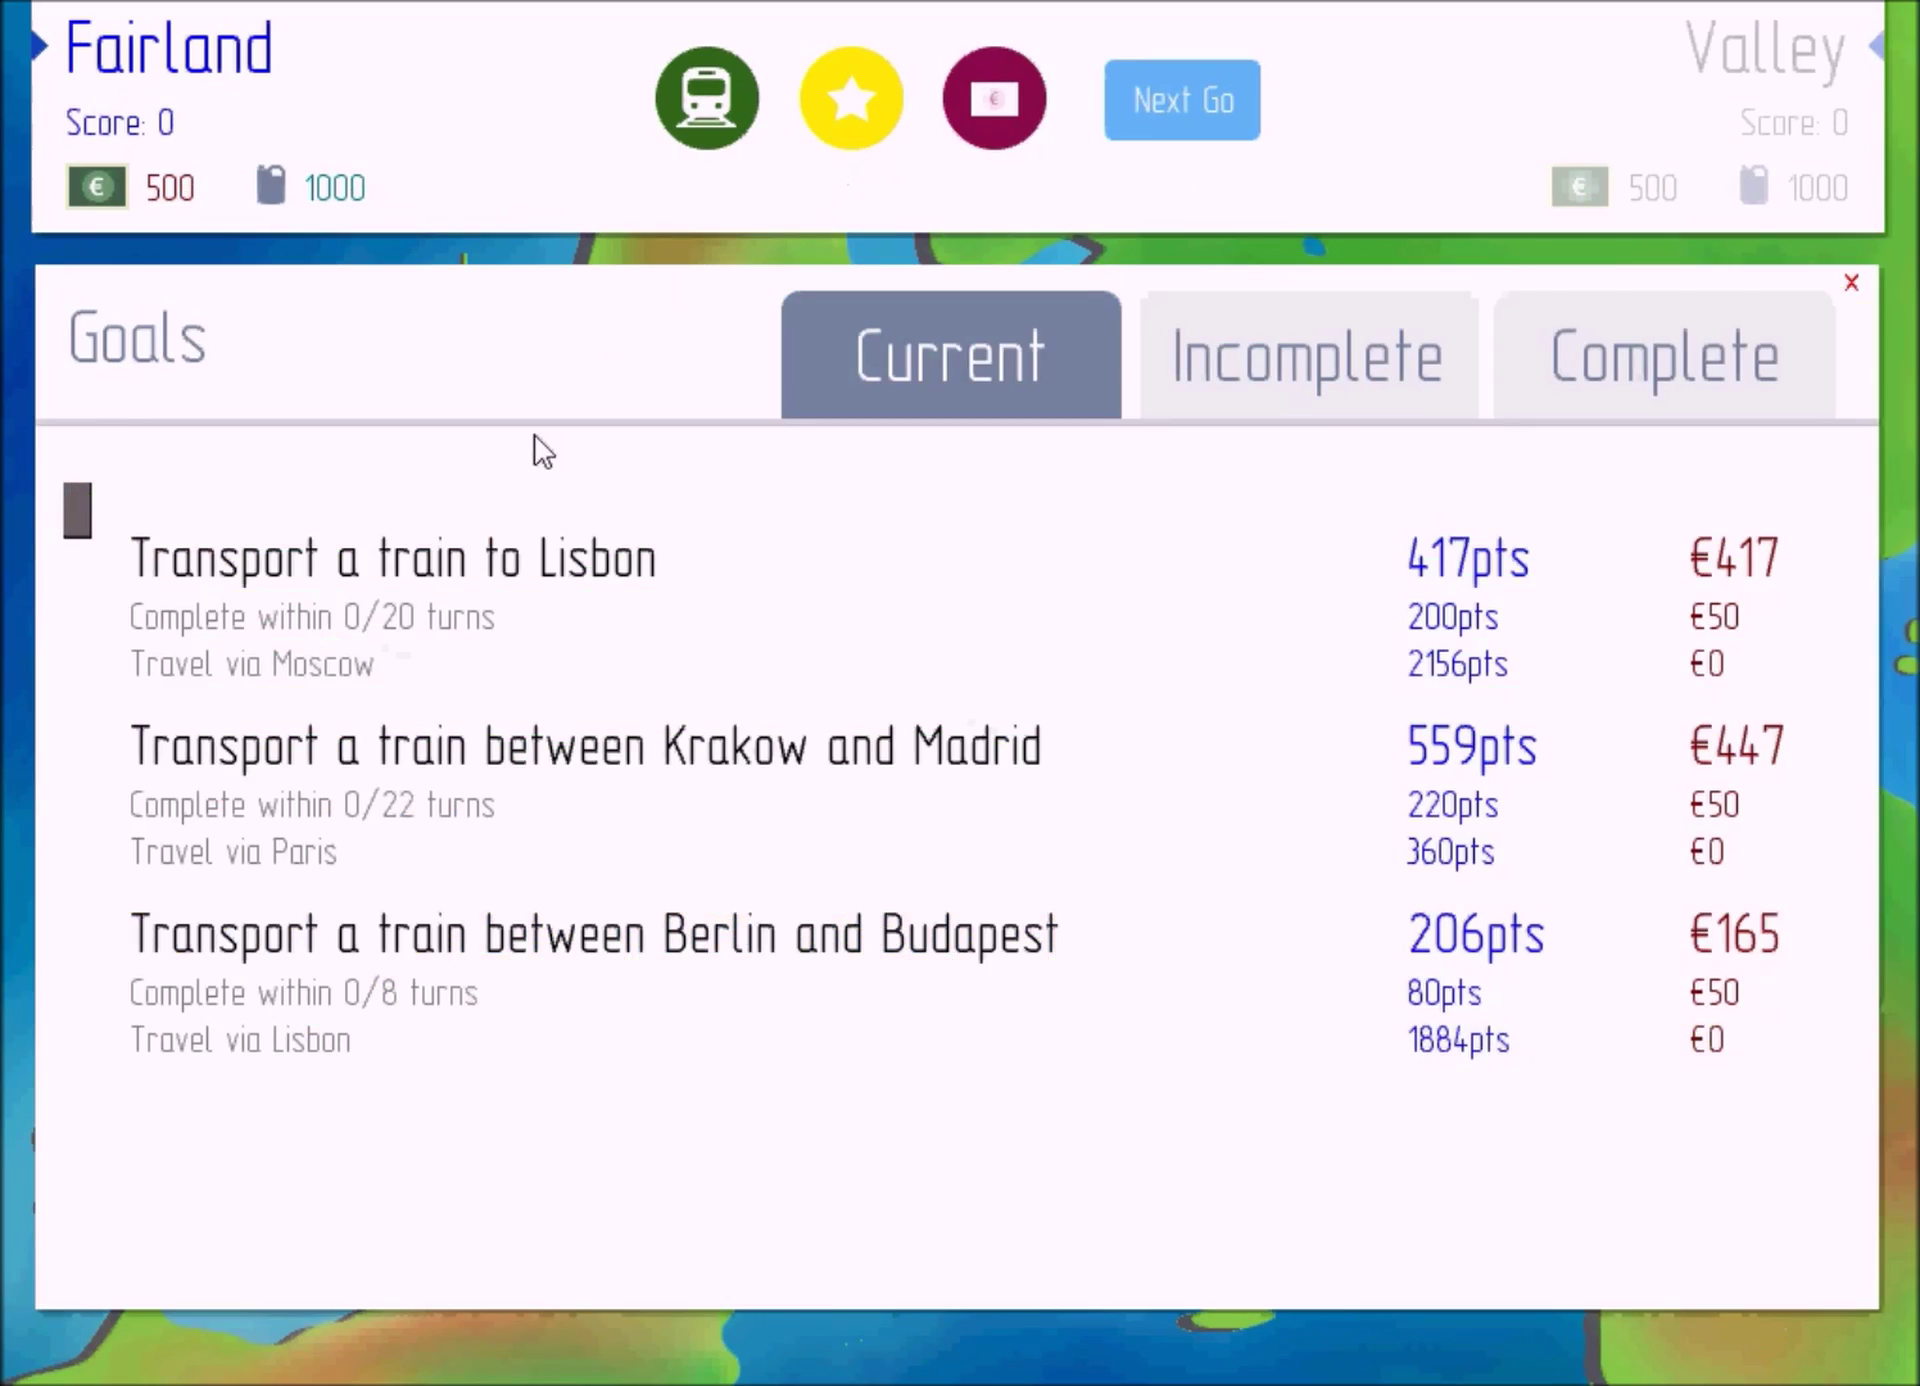 Fairland
Score: 0
€ 500 1000
€
Next Go
Valley
Score: 0
€ 500 1000
Goals
Current
Incomplete
Complete
x
Transport a train to Lisbon 417pts €417
Complete within 0/20 turns 200pts €50
Travel via Moscow 2156pts €0
Transport a train between Krakow and Madrid 559pts €447
Complete within 0/22 turns 220pts €50
Travel via Paris 360pts €0
Transport a train between Berlin and Budapest 206pts €165
Complete within 0/8 turns 80pts €50
Travel via Lisbon 1884pts €0